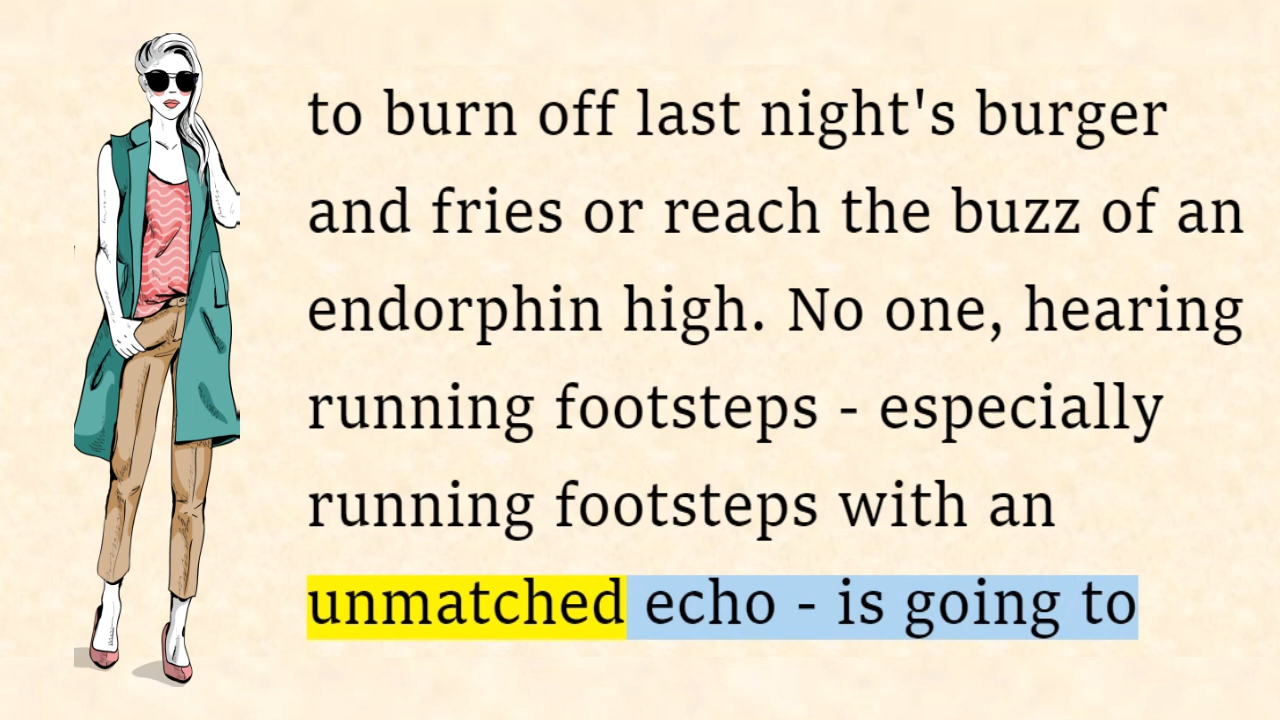 to burn off last night's burger
and fries or reach the buzz of an
endorphin high. No one, hearing
running footsteps - especially
running footsteps with an
unmatched echo - is going to